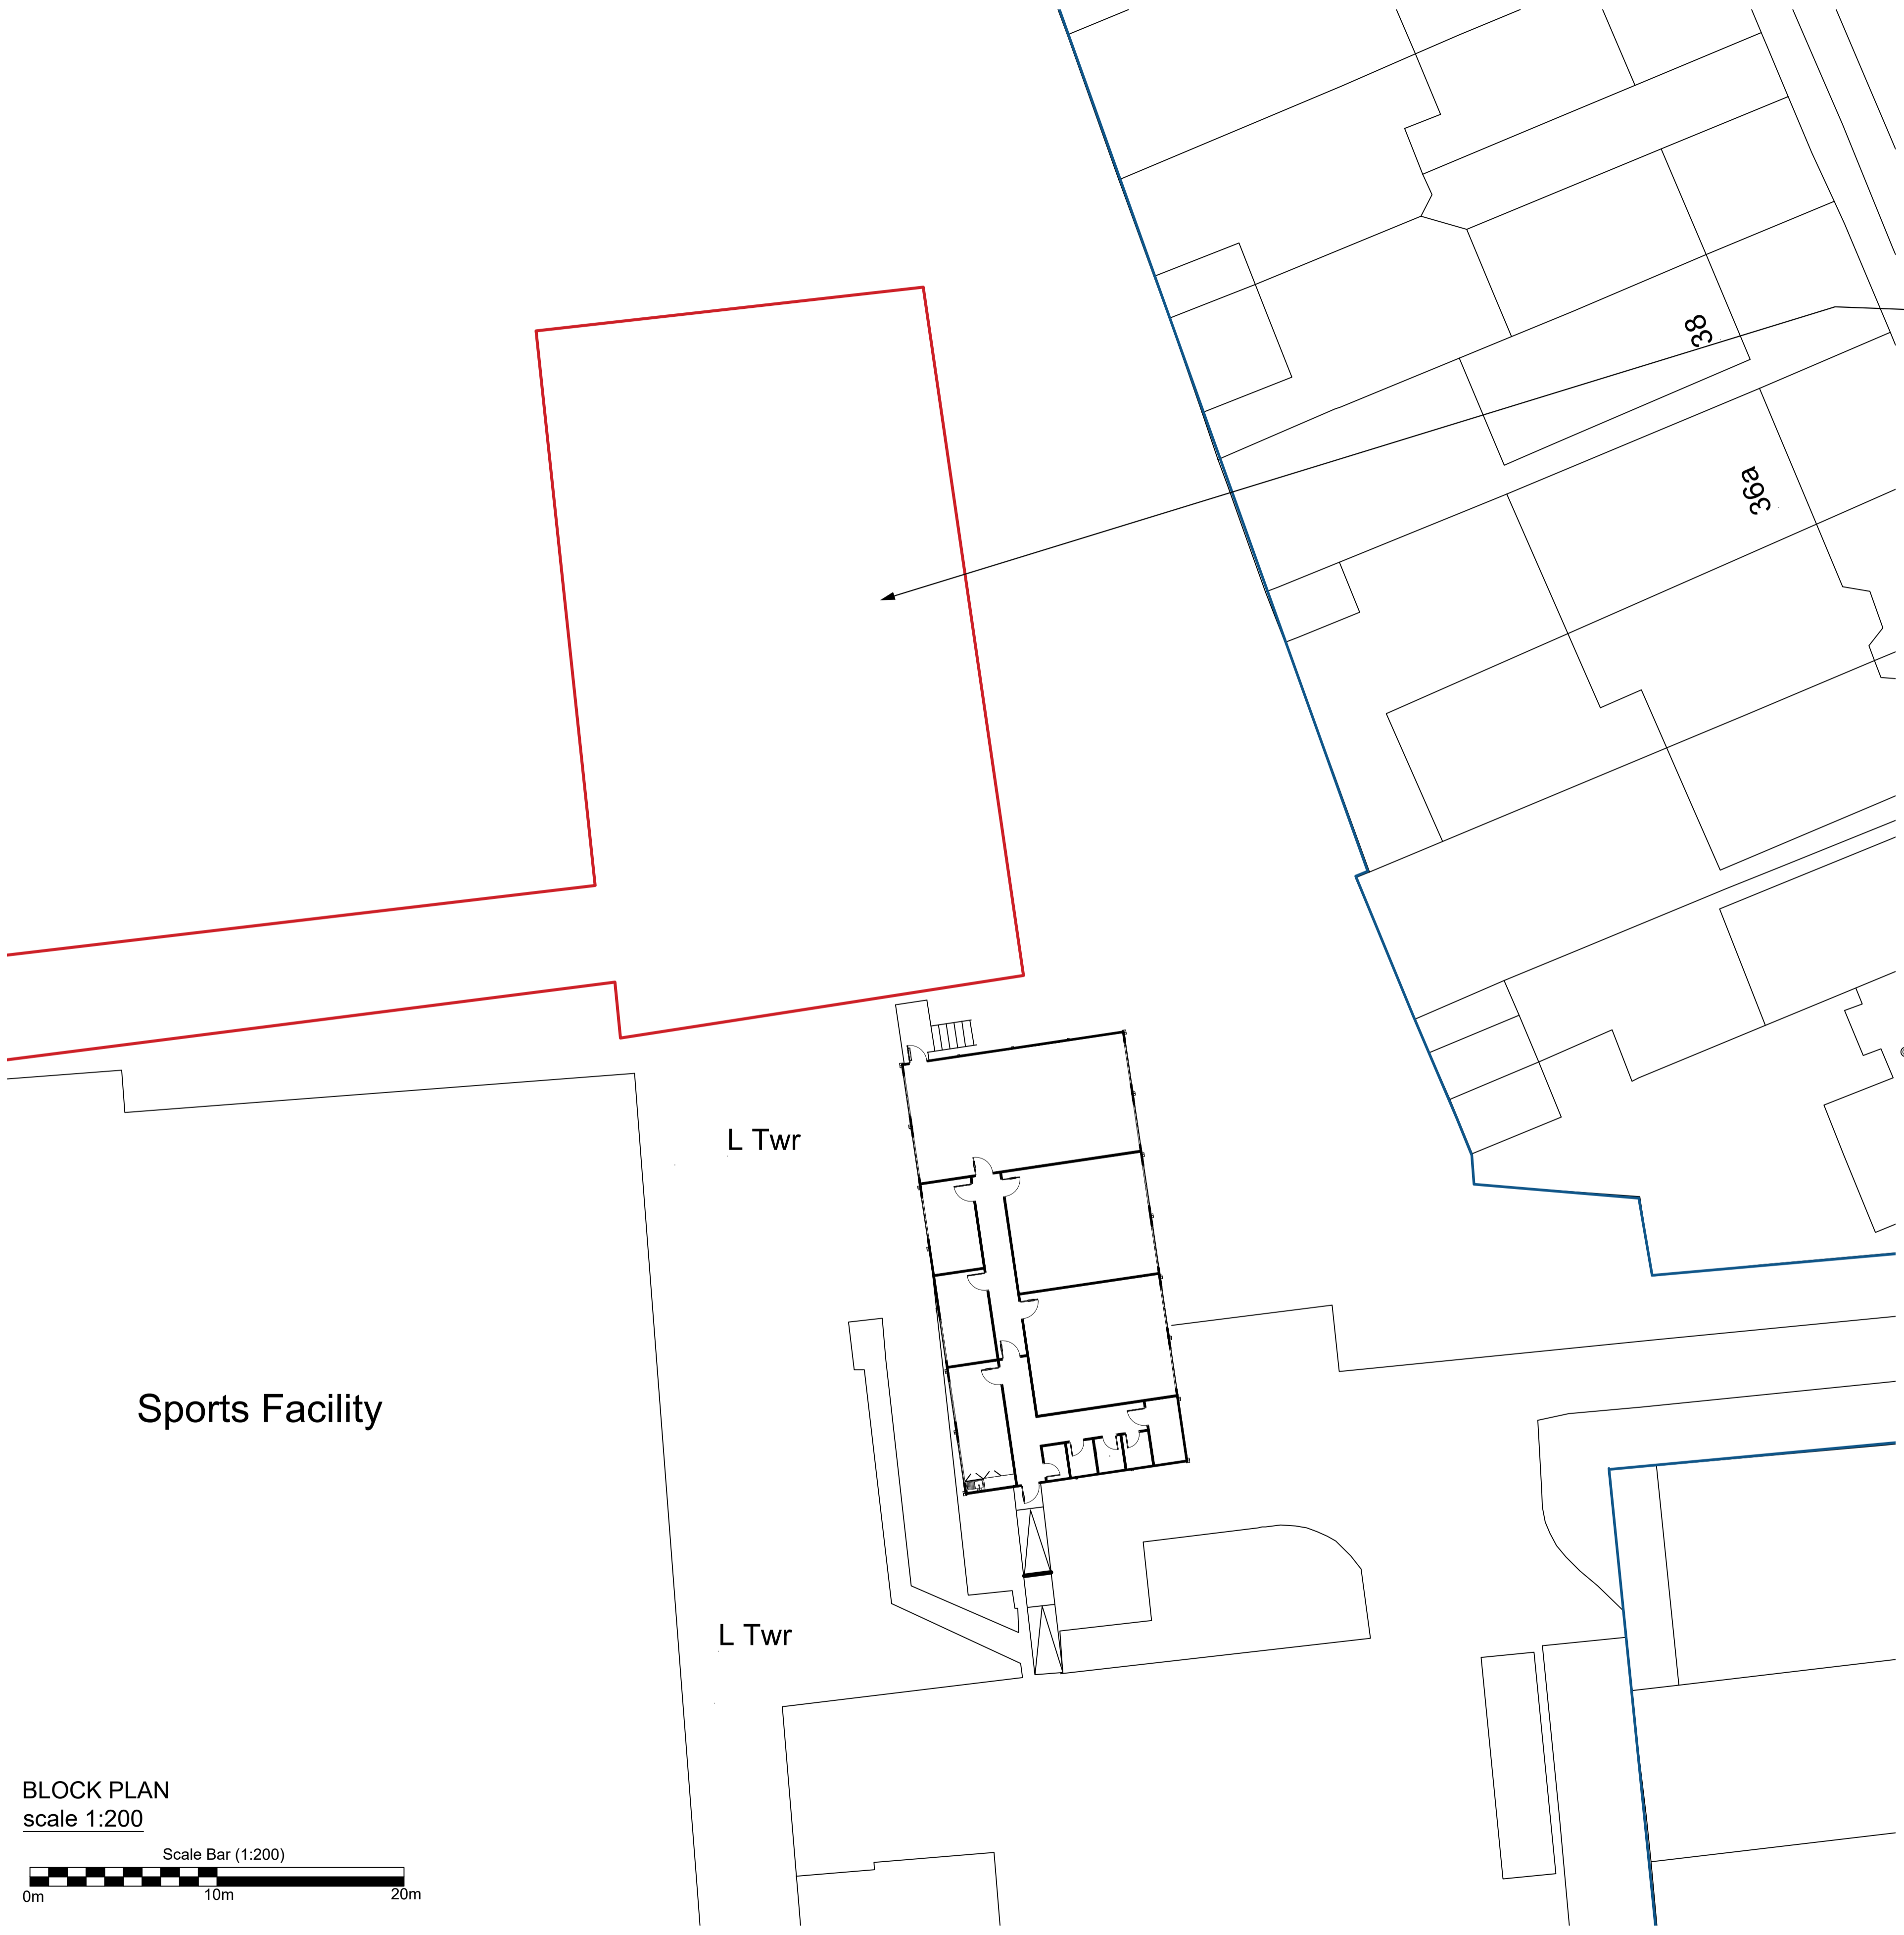 38
36a
L Twr
Sports Facility
L Twr
BLOCK PLAN
scale 1:200
Scale Bar (1:200)
0m 10m 20m